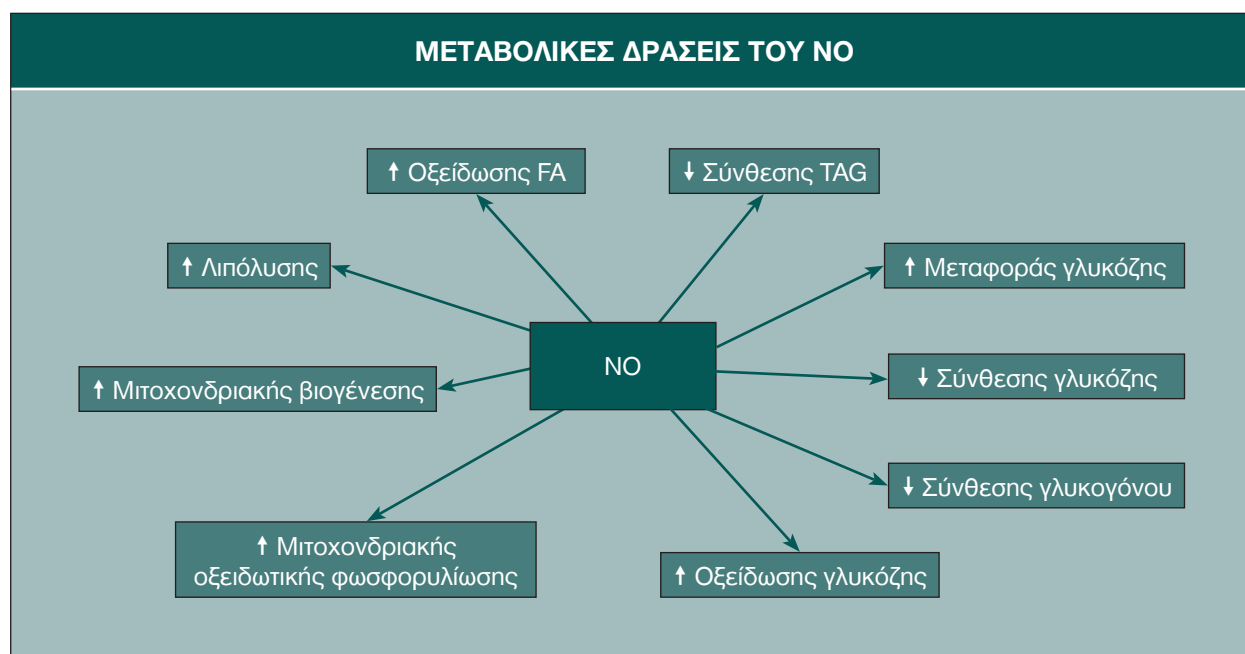 ΜΕΤΑΒΟΛΙΚΕΣ ΔΡΑΣΕΙΣ ΤΟΥ ΝΟ
↑ Οξείδωσης FA
↓ Σύνθεσης TAG
↑ Λιπόλυσης
↑ Μεταφοράς γλυκόζης
NO
↑ Μιτοχονδριακής βιογένεσης
↓ Σύνθεσης γλυκόζης
↓ Σύνθεσης γλυκογόνου
↑ Μιτοχονδριακής
οξειδωτικής φωσφορυλίωσης
↑ Οξείδωσης γλυκόζης